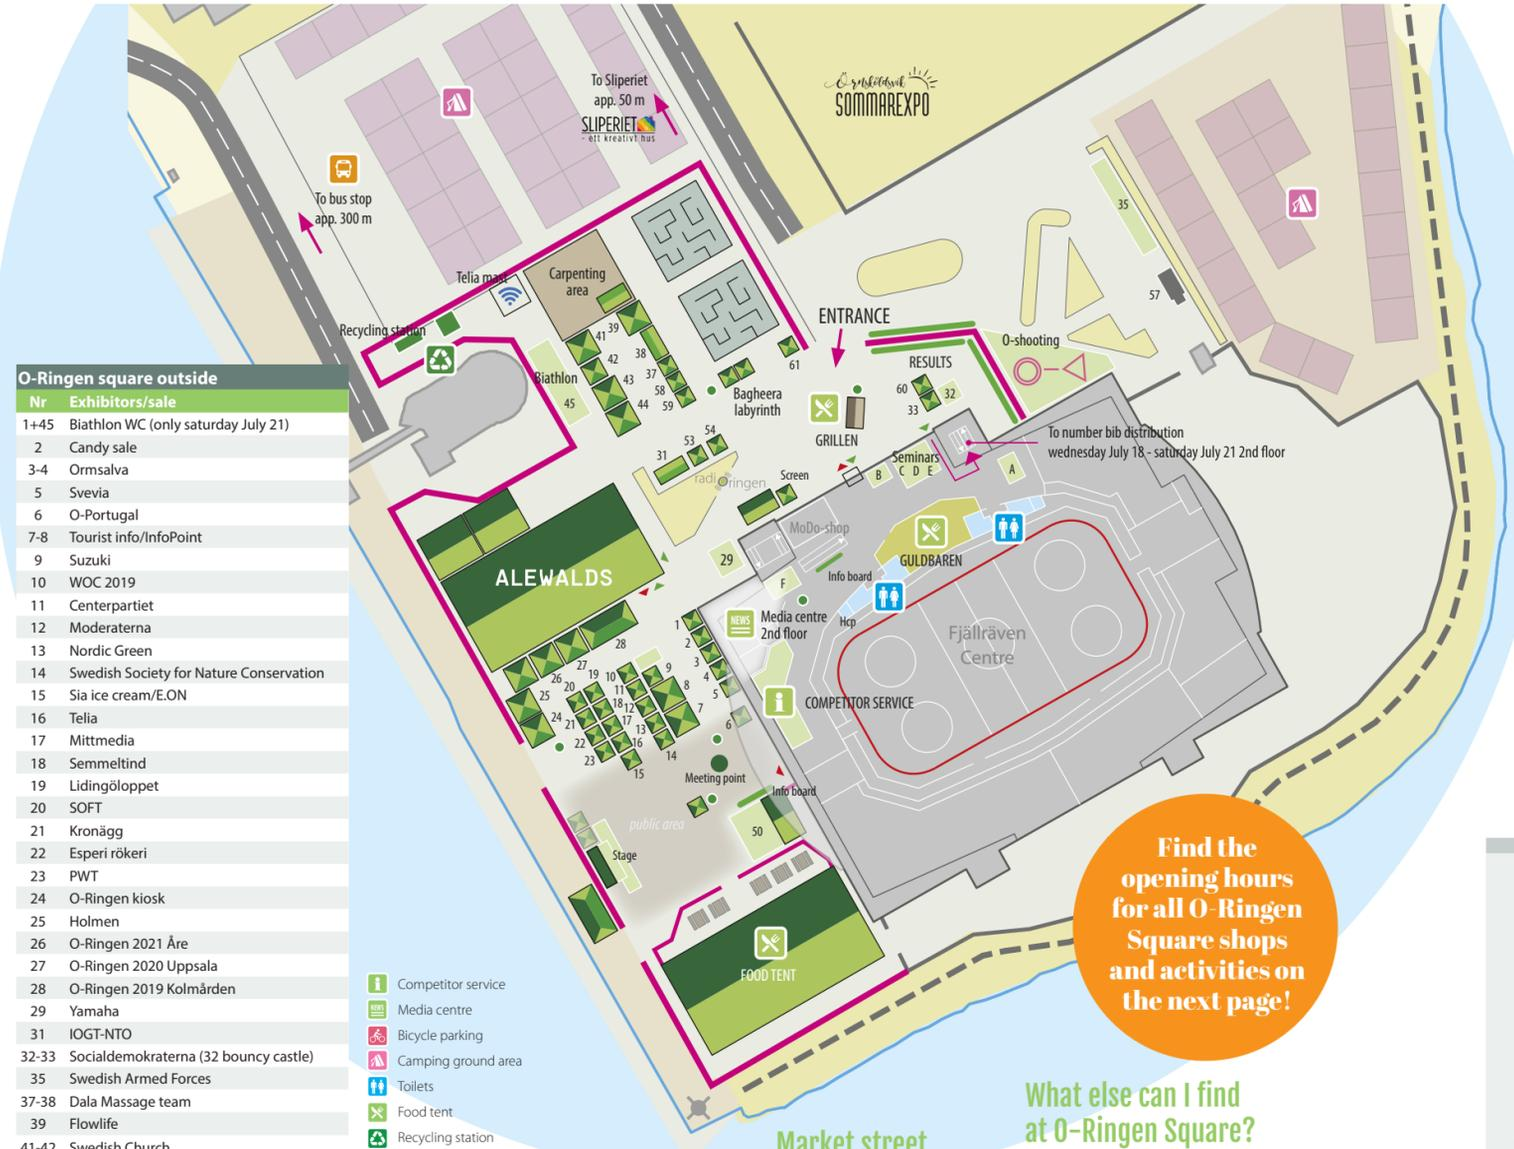 Örnsköldsvik
SOMMAREXPO
To Sliperiet
app. 50 m
SLIPERIET
- ett kreativt hus
To bus stop
app. 300 m
Telia mast
Carpenting
area
Recycling station
ENTRANCE
35
57
O-shooting
RESULTS
39
41
38
42
37
43
58
44
59
Biathlon
45
61
Bagheera
labyrinth
60
32
33
GRILLEN
To number bib distribution
wednesday July 18 - saturday July 21 2nd floor
53
54
31
radi ringen
Screen
Seminars
B
C D E
A
MoDo-shop
GULDBAREN
29
F
Info board
ALEWALDS
NEWS
Media centre
2nd floor
Hcp
Fjällräven
Centre
COMPETITOR SERVICE
1
2
3
4
5
6
28
27
26
25
24
19
20
10
9
8
11
18
12
21
17
7
13
22
16
23
14
15
Meeting point
Info board
public area
50
Stage
FOOD TENT
O-Ringen square outside
Nr Exhibitors/sale
1+45 Biathlon WC (only saturday July 21)
2 Candy sale
3-4 Ormsalva
5 Svevia
6 O-Portugal
7-8 Tourist info/InfoPoint
9 Suzuki
10 WOC 2019
11 Centerpartiet
12 Moderaterna
13 Nordic Green
14 Swedish Society for Nature Conservation
15 Sia ice cream/E.ON
16 Telia
17 Mittmedia
18 Semmeltind
19 Lidingöloppet
20 SOFT
21 Kronägg
22 Esperi rökeri
23 PWT
24 O-Ringen kiosk
25 Holmen
26 O-Ringen 2021 Åre
27 O-Ringen 2020 Uppsala
28 O-Ringen 2019 Kolmården
29 Yamaha
31 IOGT-NTO
32-33 Socialdemokraterna (32 bouncy castle)
35 Swedish Armed Forces
37-38 Dala Massage team
39 Flowlife
41-42 Swedish Church
Competitor service
NEWS Media centre
Bicycle parking
Camping ground area
Toilets
Food tent
Recycling station
Find the
opening hours
for all O-Ringen
Square shops
and activities on
the next page!
What else can I find
at O-Ringen Square?
Market street